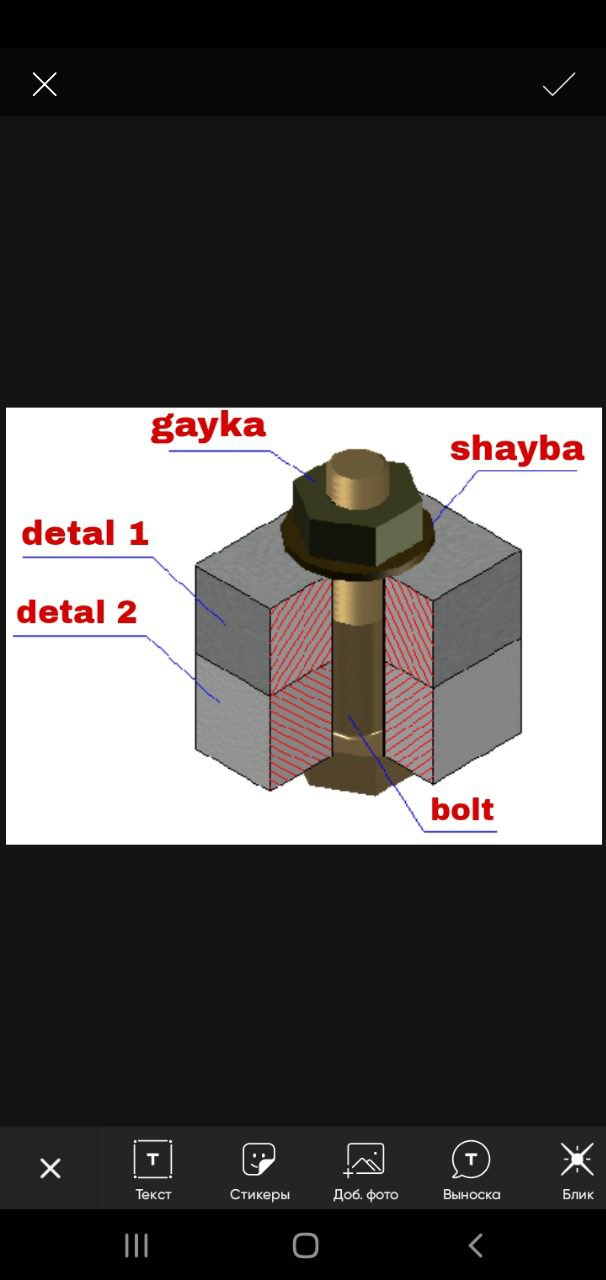 gayka
shayba
detal 1
detal 2
bolt
Текст
Стикеры
Доб. фото
Выноска
Блик